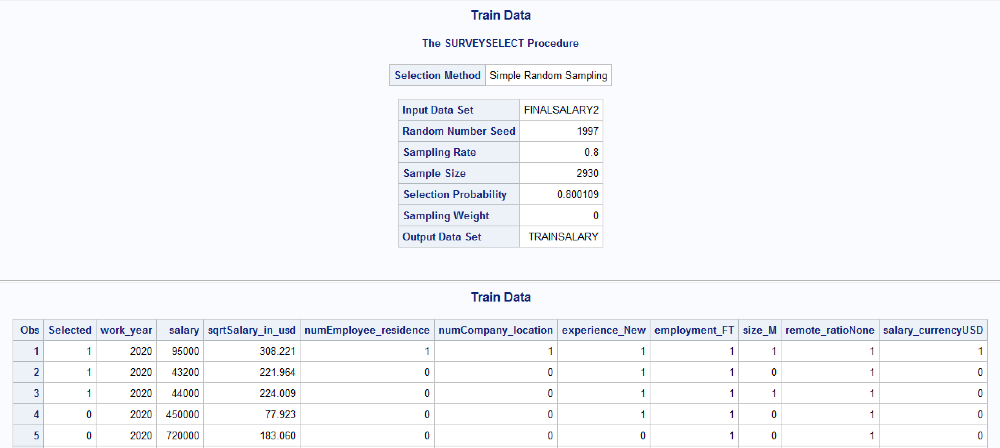 Train Data
The SURVEYSELECT Procedure
Selection Method Simple Random Sampling
Input Data Set FINALSALARY2
Random Number Seed 1997
Sampling Rate 0.8
Sample Size 2930
Selection Probability 0.800109
Sampling Weight 0
Output Data Set TRAINSALARY
Train Data
Obs Selected work_year salary sqrtSalary_in_usd numEmployee_residence numCompany_location experience_New employment_FT size_M remote_ratioNone salary_currencyUSD
1 1 2020 95000 308.221 1 1 1 1 1 1 1
2 1 2020 43200 221.964 0 0 1 1 0 1 0
3 1 2020 44000 224.009 0 0 1 1 1 1 0
4 0 2020 450000 77.923 0 0 1 1 0 1 0
5 0 2020 720000 183.060 0 0 0 1 0 1 0